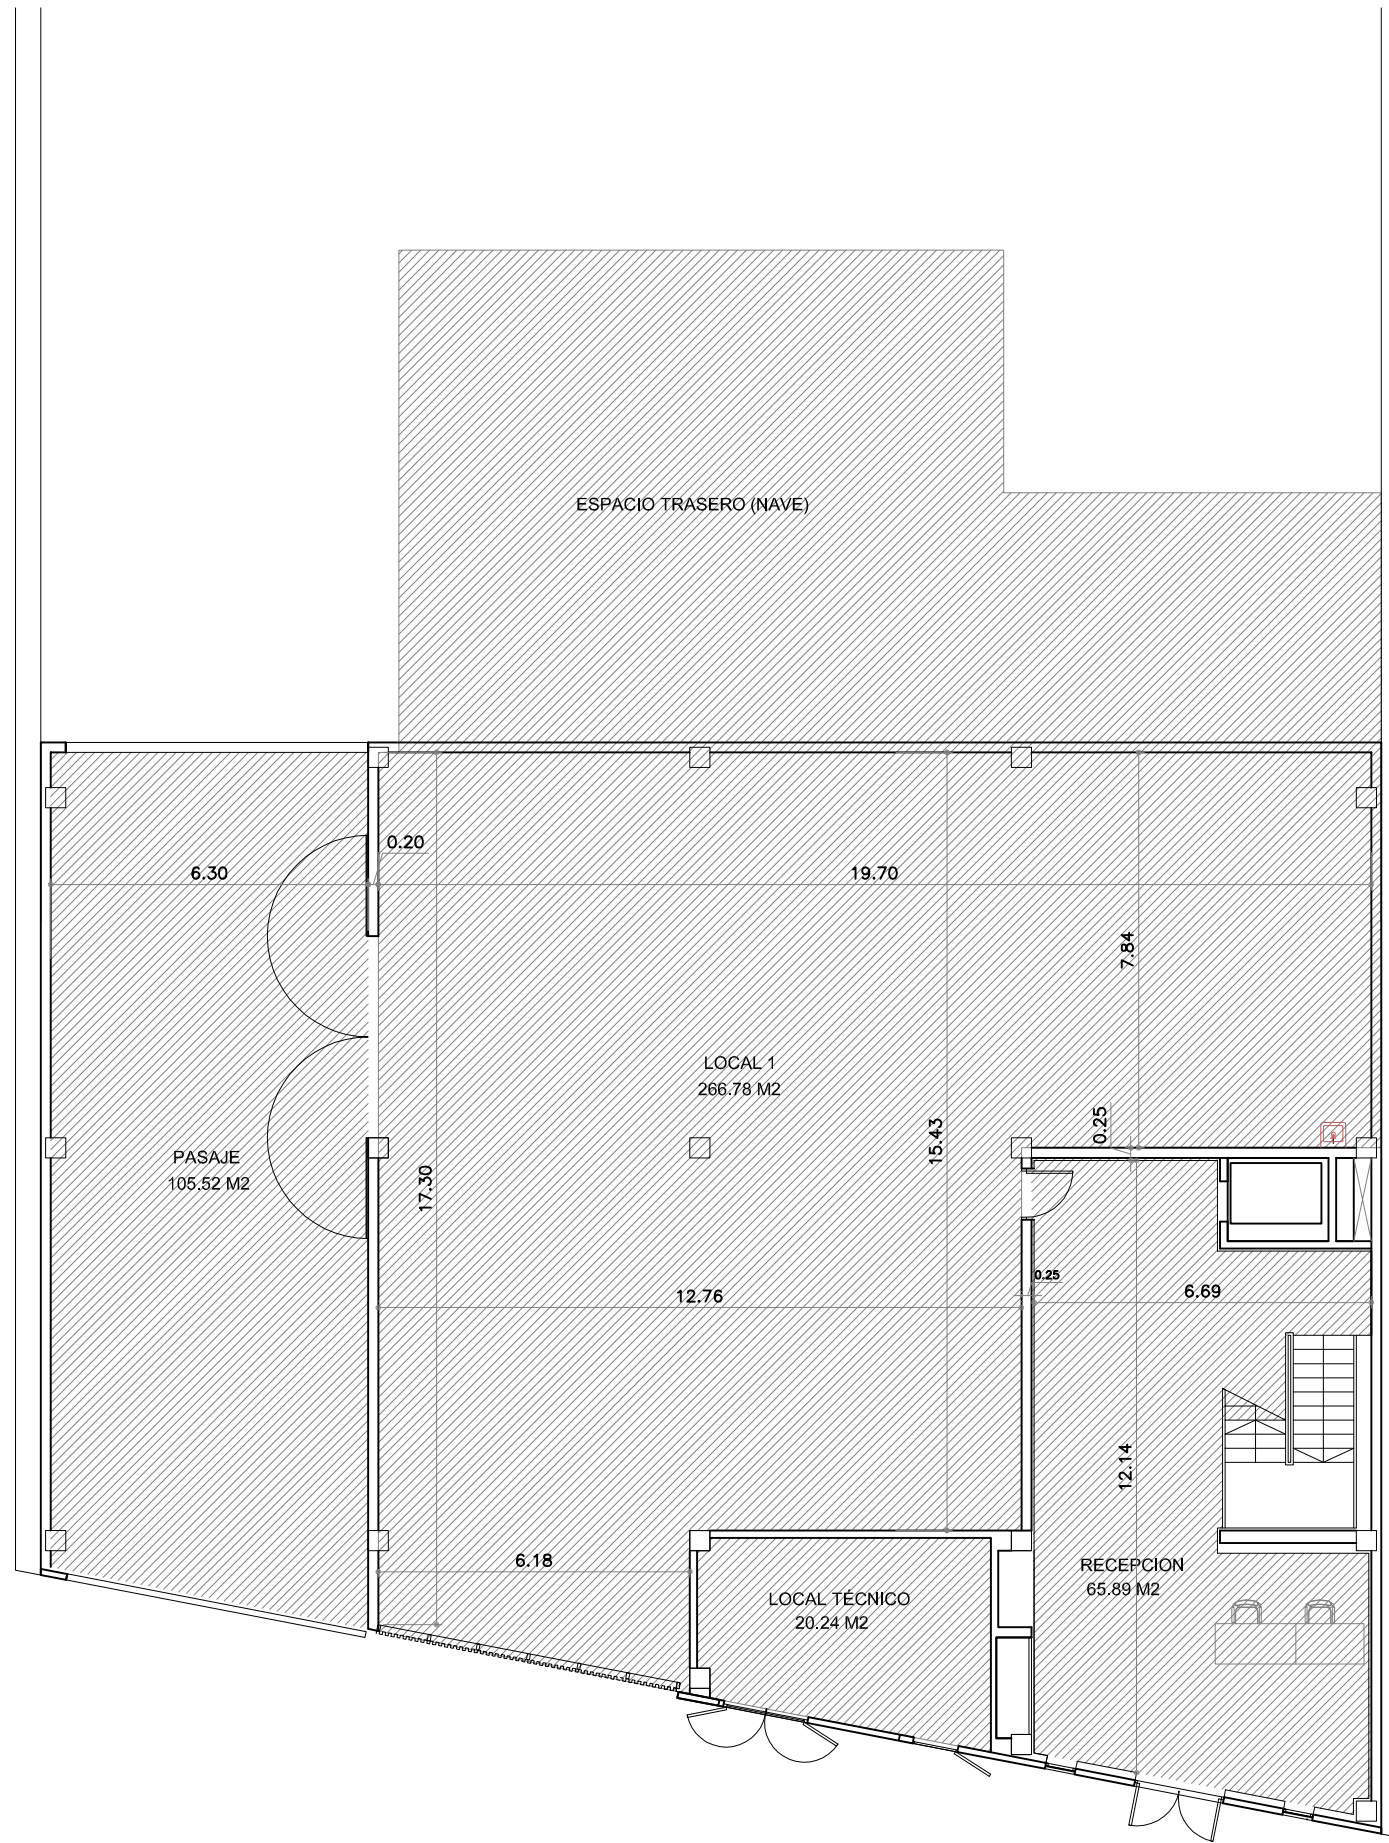 ESPACIO TRASERO (NAVE)
0.20
6.30
19.70
7.84
LOCAL 1
266.78 M2
0.25
15.43
PASAJE
105.52 M2
17.30
0.25
12.76
6.69
12.14
6.18
RECEPCION
65.89 M2
LOCAL TÉCNICO
20.24 M2